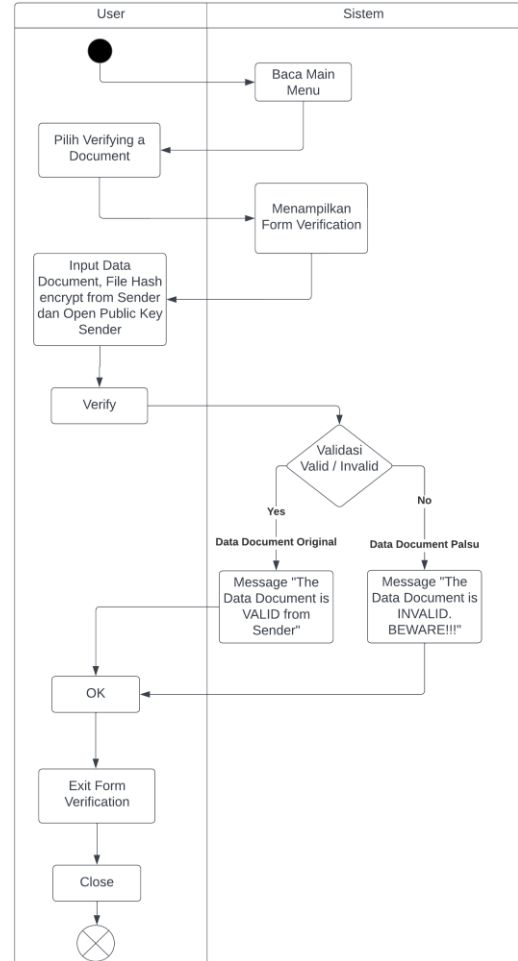 User
Sistem
Baca Main
Menu
Pilih Verifying a
Document
Menampilkan
Form Verification
Input Data
Document, File Hash
encrypt from Sender
dan Open Public Key
Sender
Verify
Validasi
Valid / Invalid
Yes
No
Data Document Original
Data Document Palsu
Message "The
Data Document is
VALID from
Sender"
Message "The
Data Document is
INVALID.
BEWARE!!!"
OK
Exit Form
Verification
Close